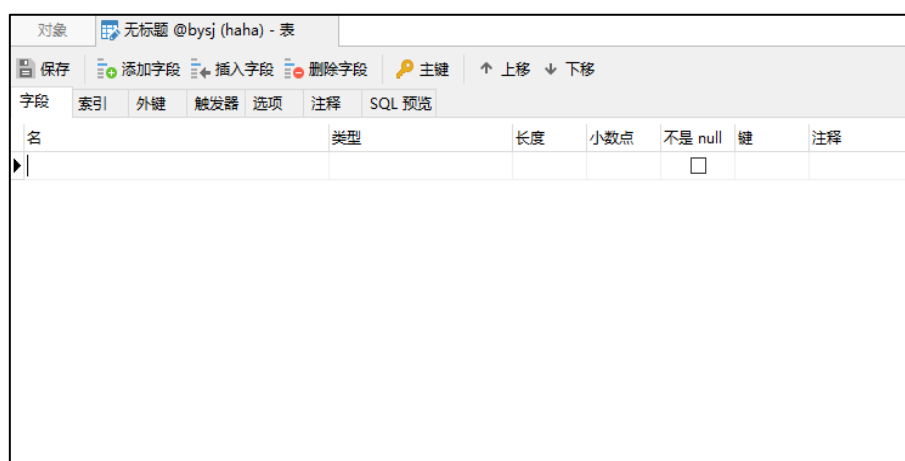 对象 无标题 @bysj (haha) - 表
保存 添加字段 插入字段 删除字段 主键 上移 下移
字段 索引 外键 触发器 选项 注释 SQL 预览
名 类型 长度 小数点 不是 null 键 注释